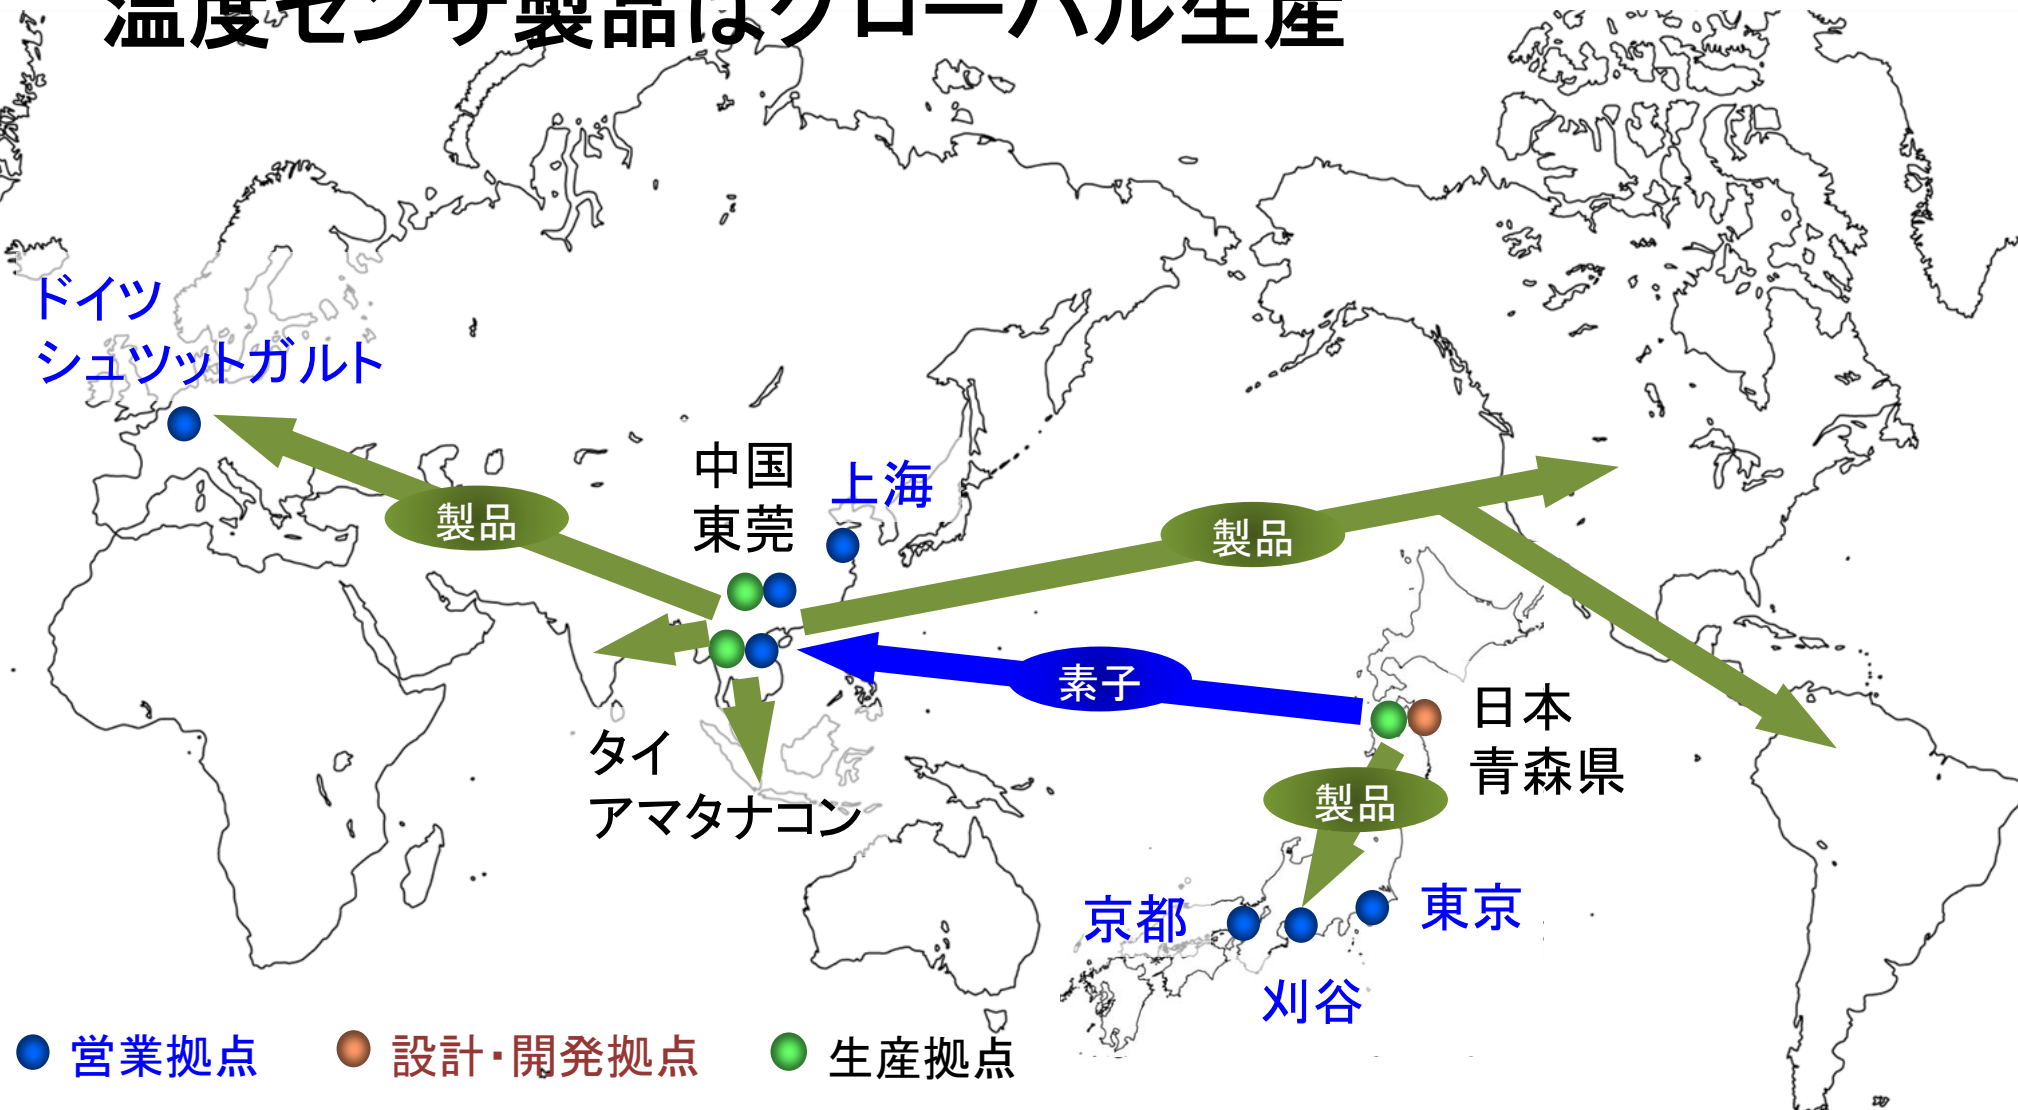 温度センサ製品はグローバル生産
ドイツ
シュツットガルト
中国
東莞
上海
製品
製品
素子
日本
青森県
タイ
アマタナコン
製品
京都
東京
刈谷
営業拠点
設計・開発拠点
生産拠点